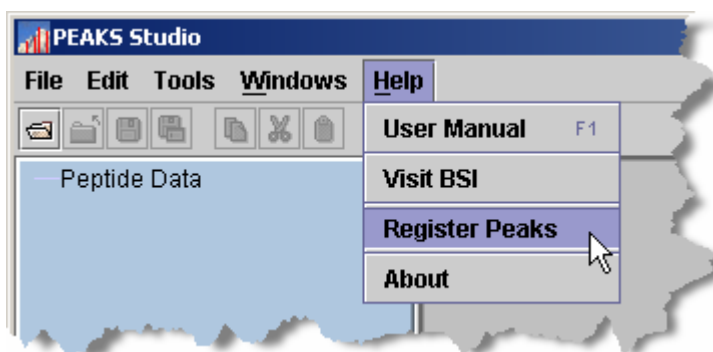 PEAKS Studio
File Edit Tools Windows Help
User Manual F1
Peptide Data
Visit BSI
Register Peaks
About